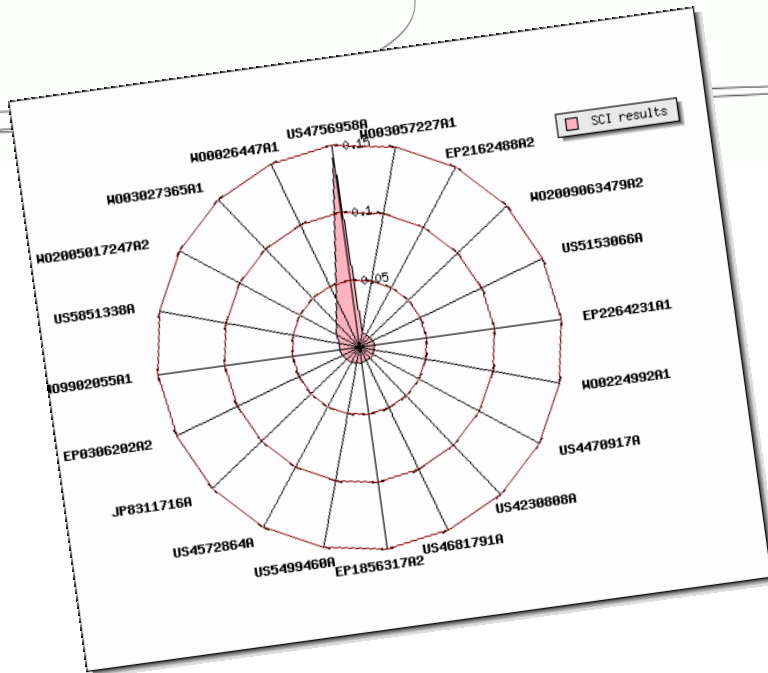 SCI results
US4756958A
WO03057227A1
EP2162488A2
WO2009063479A2
US5153066A
EP2264231A1
WO0224992A1
US4470917A
US4230808A
US4681791A
EP1856317A2
US5499460A
US4572864A
JP8311716A
EP0306202A2
WO9902055A1
US5851338A
WO2005017247A2
WO03027365A1
WO0026447A1
0.15
0.1
0.05